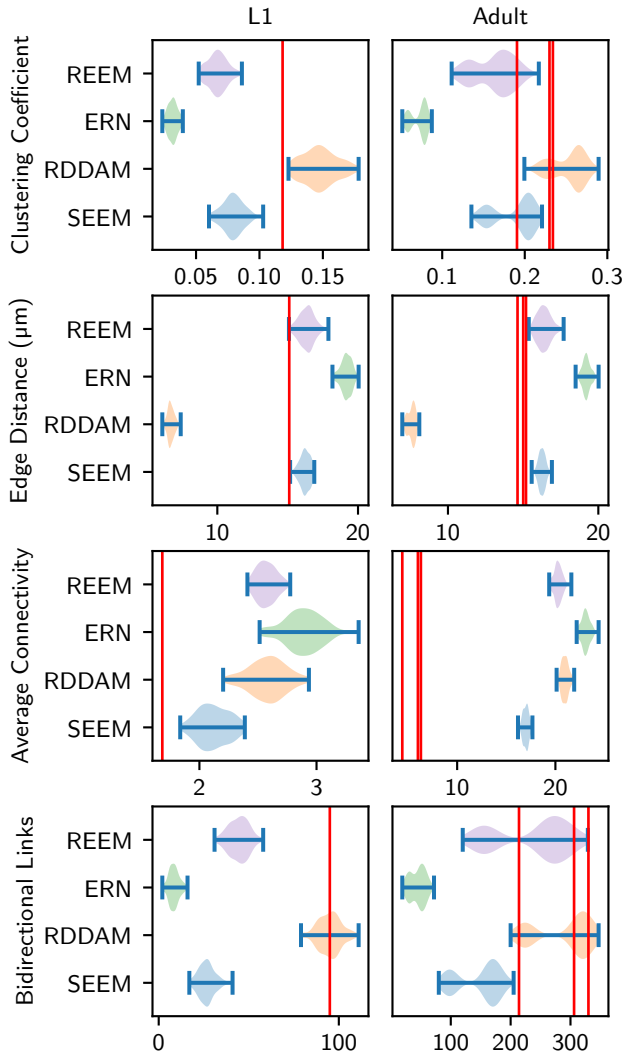 L1 Adult
Clustering Coefficient
REEM
ERN
RDDAM
SEEM
0.05 0.10 0.15 0.1 0.2 0.3
Edge Distance (μm)
REEM
ERN
RDDAM
SEEM
10 20 10 20
Average Connectivity
REEM
ERN
RDDAM
SEEM
2 3 10 20
Bidirectional Links
REEM
ERN
RDDAM
SEEM
0 100 100 200 300